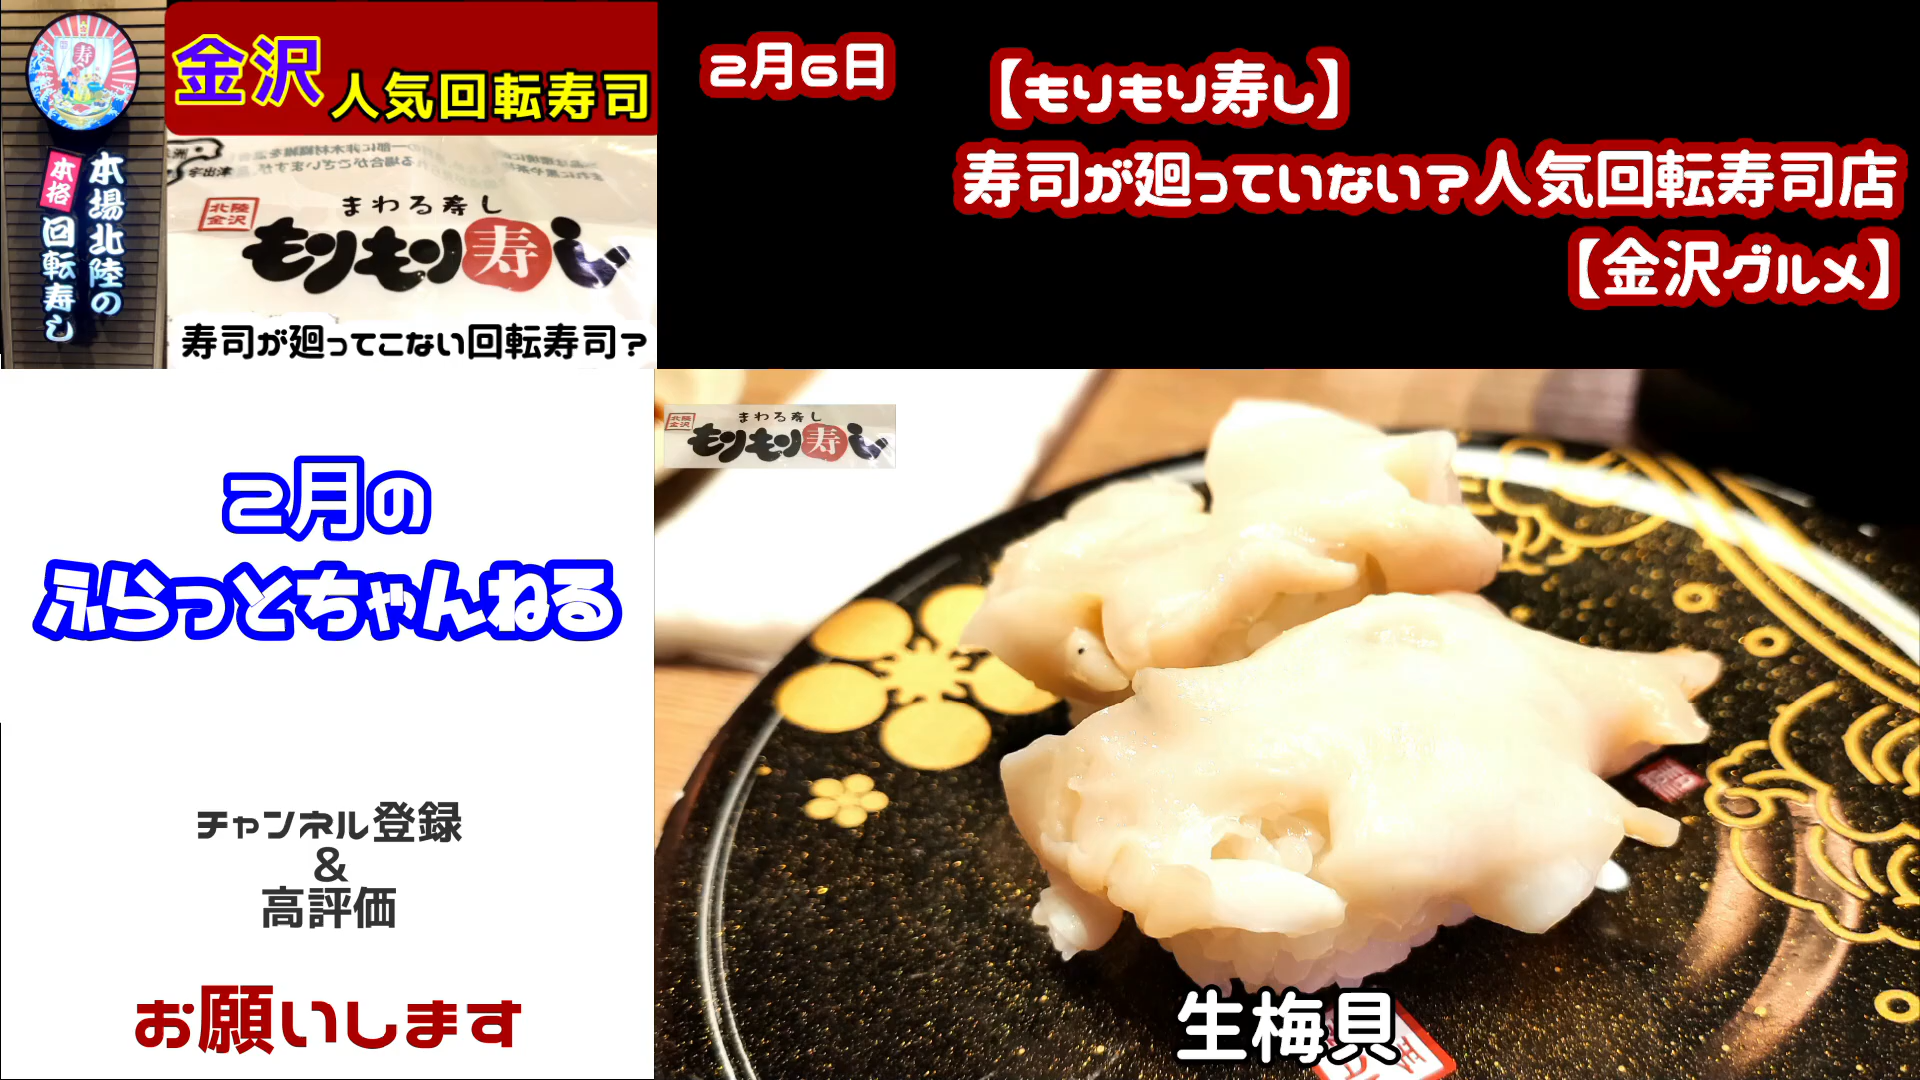 寿
本場北陸の
本格
回転寿し
金沢
人気回転寿司
宇出津
北陸
金沢
まわる寿し
もりもり寿し
寿司が廻ってこない回転寿司?
2月6日
【もりもり寿し】
寿司が廻っていない?人気回転寿司店
【金沢グルメ】
2月の
ふらっとちゃんねる
チャンネル登録
&
高評価
お願いします
北陸
金沢
まわる寿し
もりもり寿し
生梅貝